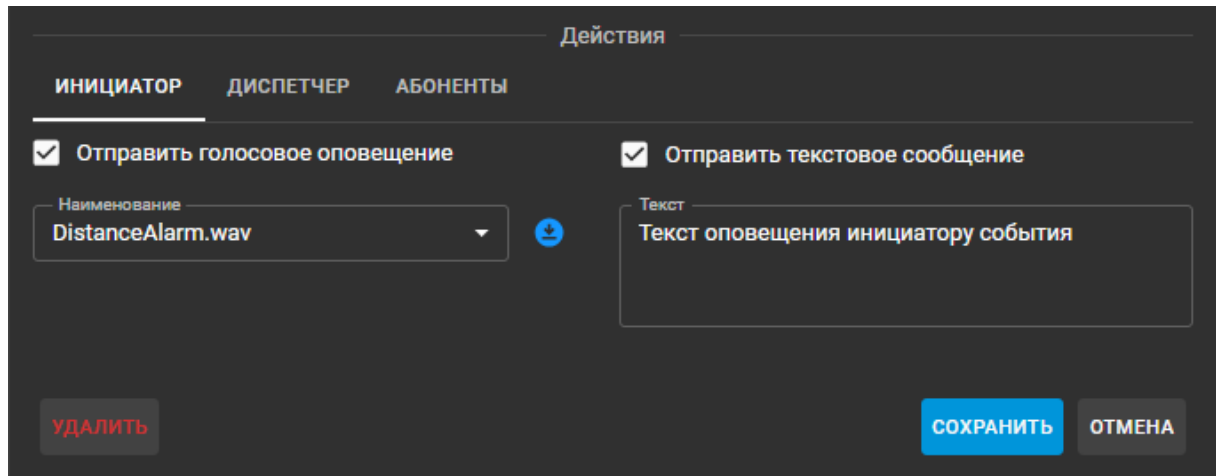 Действия
ИНИЦИАТОР ДИСПЕТЧЕР АБОНЕНТЫ
Отправить голосовое оповещение Отправить текстовое сообщение
Наименование Текст
DistanceAlarm.wav Текст оповещения инициатору события
УДАЛИТЬ СОХРАНИТЬ ОТМЕНА